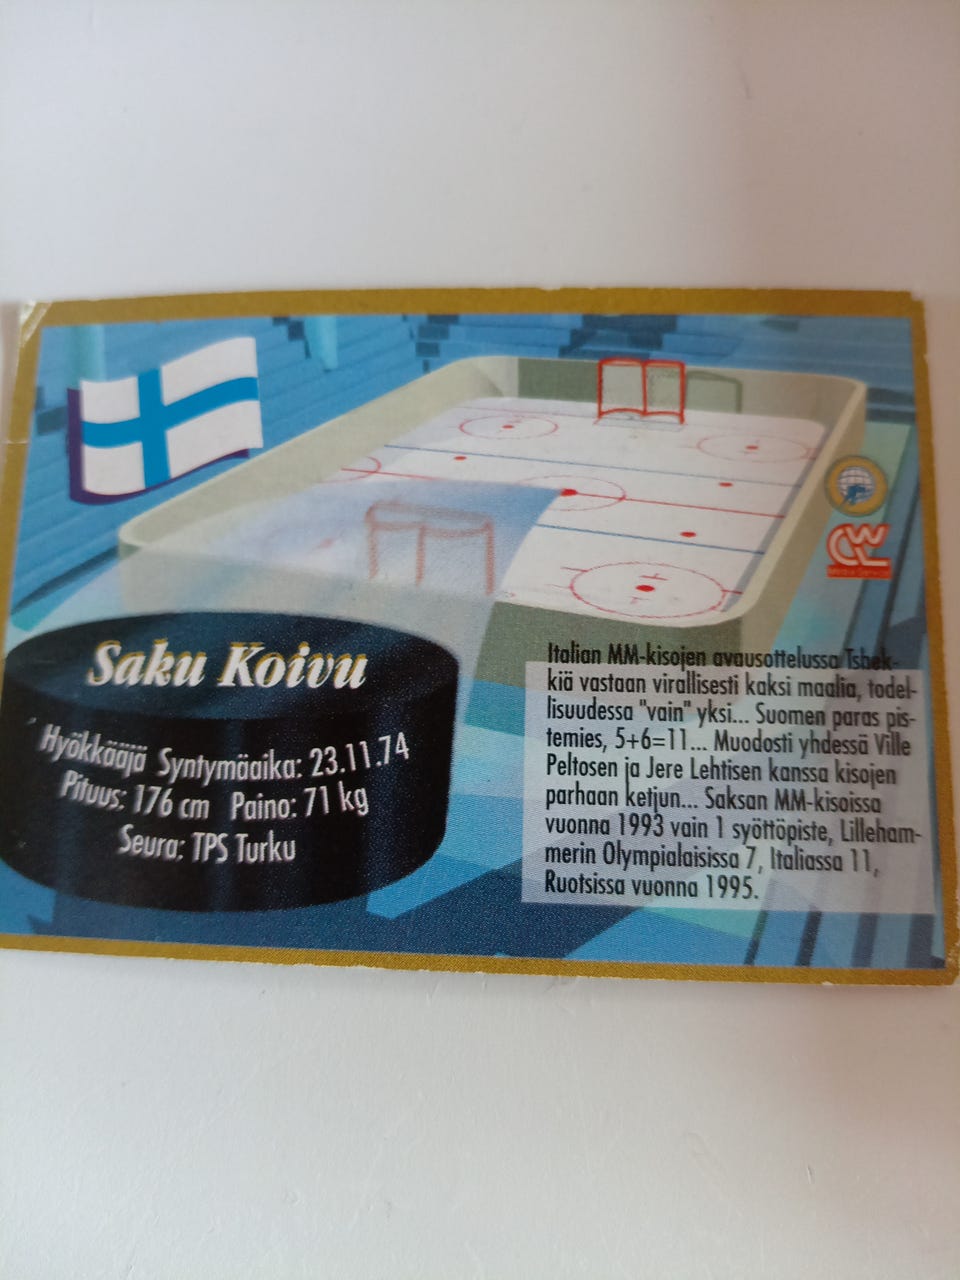 Saku Koivu
Hyökkääjä Syntymäaika: 23.11.74
Pituus: 176 cm Paino: 71 kg
Seura: TPS Turku
CWL
Italian MM-kisojen avausottelussa Tshek-
kiä vastaan virallisesti kaksi maalia, todel-
lisuudessa "vain" yksi... Suomen paras pis-
temies, 5+6=11... Muodosti yhdessä Ville
Peltosen ja Jere Lehtisen kanssa kisojen
parhaan ketjun... Saksan MM-kisoissa
vuonna 1993 vain 1 syöttöpiste, Lilleham-
merin Olympialaisissa 7, Italiassa 11,
Ruotsissa vuonna 1995.